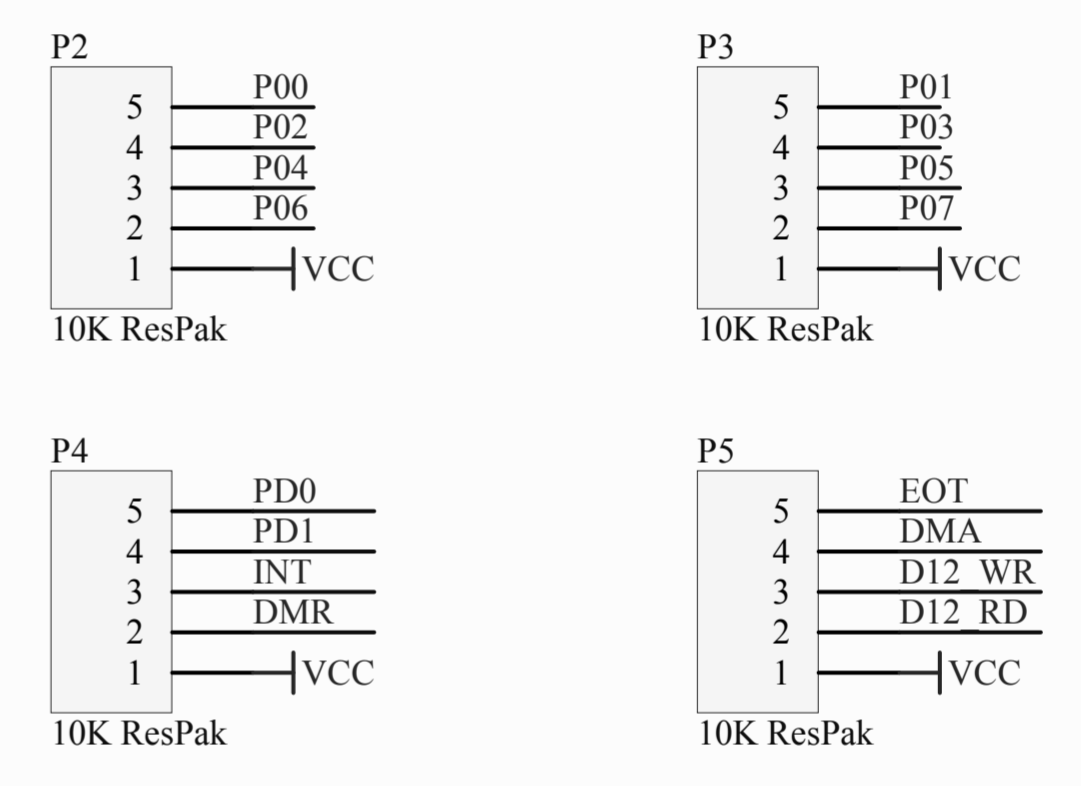 P2
5 P00
4 P02
3 P04
2 P06
1 VCC
10K ResPak
P3
5 P01
4 P03
3 P05
2 P07
1 VCC
10K ResPak
P4
5 PD0
4 PD1
3 INT
2 DMR
1 VCC
10K ResPak
P5
5 EOT
4 DMA
3 D12_WR
2 D12_RD
1 VCC
10K ResPak